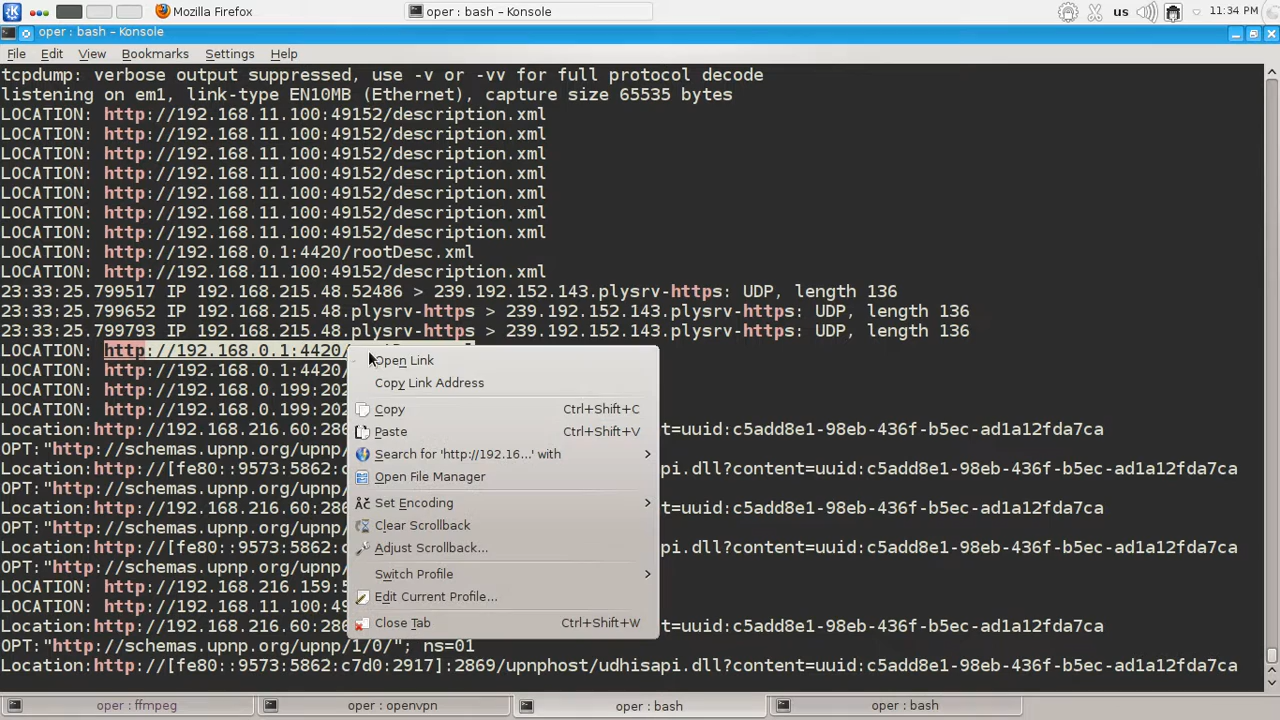 Mozilla Firefox
oper : bash – Konsole
us
11:34 PM
oper : bash – Konsole
File Edit View Bookmarks Settings Help
tcpdump: verbose output suppressed, use -v or -vv for full protocol decode
listening on em1, link-type EN10MB (Ethernet), capture size 65535 bytes
LOCATION: http://192.168.11.100:49152/description.xml
LOCATION: http://192.168.11.100:49152/description.xml
LOCATION: http://192.168.11.100:49152/description.xml
LOCATION: http://192.168.11.100:49152/description.xml
LOCATION: http://192.168.11.100:49152/description.xml
LOCATION: http://192.168.11.100:49152/description.xml
LOCATION: http://192.168.11.100:49152/description.xml
LOCATION: http://192.168.0.1:4420/rootDesc.xml
LOCATION: http://192.168.11.100:49152/description.xml
23:33:25.799517 IP 192.168.215.48.52486 > 239.192.152.143.plysrv-https: UDP, length 136
23:33:25.799652 IP 192.168.215.48.plysrv-https > 239.192.152.143.plysrv-https: UDP, length 136
23:33:25.799793 IP 192.168.215.48.plysrv-https > 239.192.152.143.plysrv-https: UDP, length 136
LOCATION: http://192.168.0.1:4420/
LOCATION: http://192.168.0.1:4420/
LOCATION: http://192.168.0.199:202
LOCATION: http://192.168.0.199:202
Location:http://192.168.216.60:286 t=uuid:c5add8e1-98eb-436f-b5ec-ad1a12fda7ca
OPT:"http://schemas.upnp.org/upnp/
Location:http://[fe80::9573:5862:c api.dll?content=uuid:c5add8e1-98eb-436f-b5ec-ad1a12fda7ca
OPT:"http://schemas.upnp.org/upnp/
Location:http://192.168.216.60:286 t=uuid:c5add8e1-98eb-436f-b5ec-ad1a12fda7ca
OPT:"http://schemas.upnp.org/upnp/
Location:http://[fe80::9573:5862:c api.dll?content=uuid:c5add8e1-98eb-436f-b5ec-ad1a12fda7ca
OPT:"http://schemas.upnp.org/upnp/
LOCATION: http://192.168.216.159:5
LOCATION: http://192.168.11.100:49
Location:http://192.168.216.60:286 t=uuid:c5add8e1-98eb-436f-b5ec-ad1a12fda7ca
OPT:"http://schemas.upnp.org/upnp/1/0/"; ns=01
Location:http://[fe80::9573:5862:c7d0:2917]:2869/upnphost/udhisapi.dll?content=uuid:c5add8e1-98eb-436f-b5ec-ad1a12fda7ca
Open Link
Copy Link Address
Copy Ctrl+Shift+C
Paste Ctrl+Shift+V
Search for 'http://192.16...' with
Open File Manager
Set Encoding
Clear Scrollback
Adjust Scrollback...
Switch Profile
Edit Current Profile...
Close Tab Ctrl+Shift+W
oper : ffmpeg
oper : openvpn
oper : bash
oper : bash